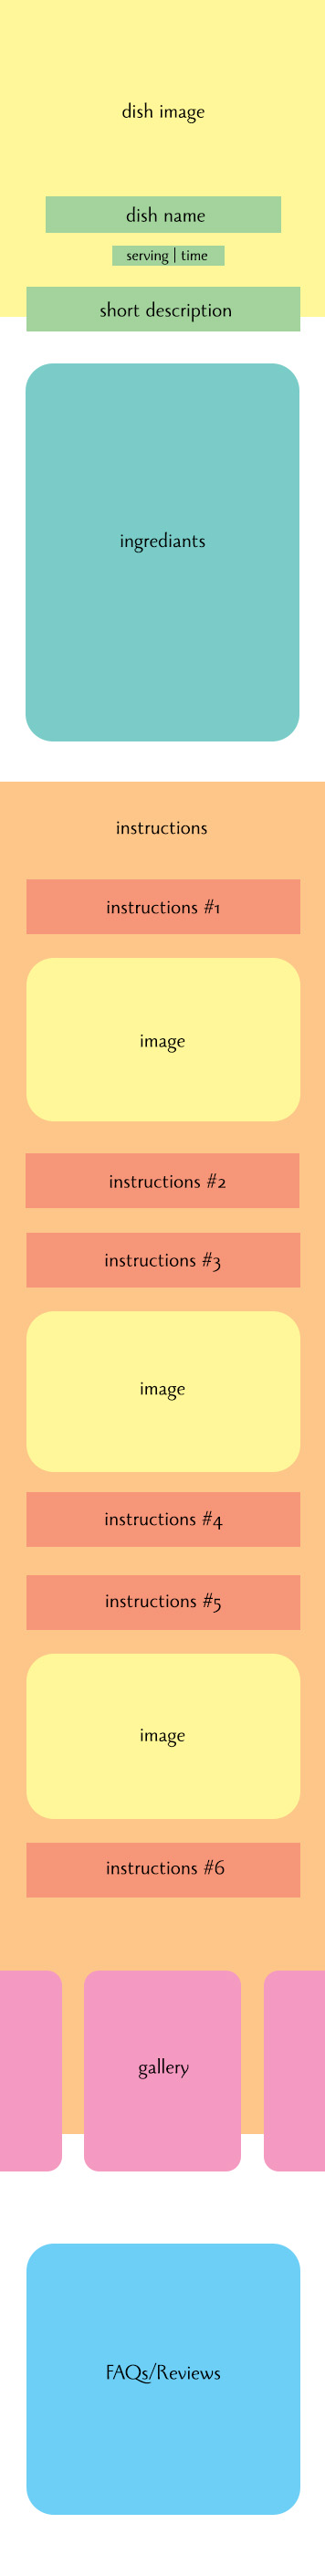 dish image
dish name
serving | time
short description
ingrediants
instructions
instructions #1
image
instructions #2
instructions #3
image
instructions #4
instructions #5
image
instructions #6
gallery
FAQs/Reviews